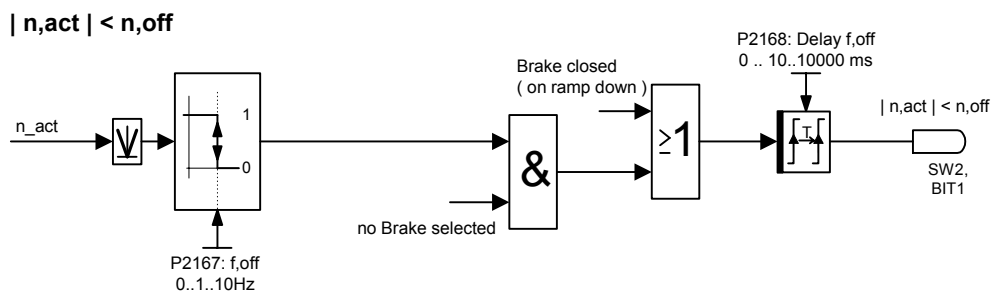 | n,act | < n,off
P2168: Delay f,off
0 .. 10..10000 ms
Brake closed
( on ramp down )
| n,act | < n,off
n_act
1
0
&
≥1
T
SW2,
BIT1
no Brake selected
P2167: f,off
0..1..10Hz